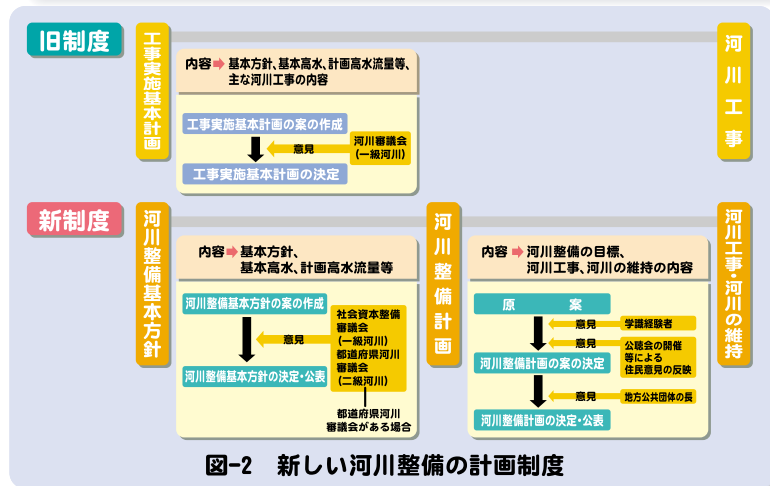 旧制度
工事実施基本計画
内容➡基本方針、基本高水、計画高水流量等、
主な河川工事の内容
工事実施基本計画の案の作成
意見
河川審議会
(一級河川)
工事実施基本計画の決定
河川工事
新制度
河川整備基本方針
内容➡基本方針、
基本高水、計画高水流量等
河川整備基本方針の案の作成
意見
社会資本整備
審議会
(一級河川)
都道府県河川
審議会
(二級河川)
河川整備基本方針の決定・公表
都道府県河川
審議会がある場合
河川整備計画
内容➡河川整備の目標、
河川工事、河川の維持の内容
原案
意見
学識経験者
意見
公聴会の開催
等による
住民意見の反映
河川整備計画の案の決定
意見
地方公共団体の長
河川整備計画の決定・公表
河川工事・河川の維持
図-2 新しい河川整備の計画制度